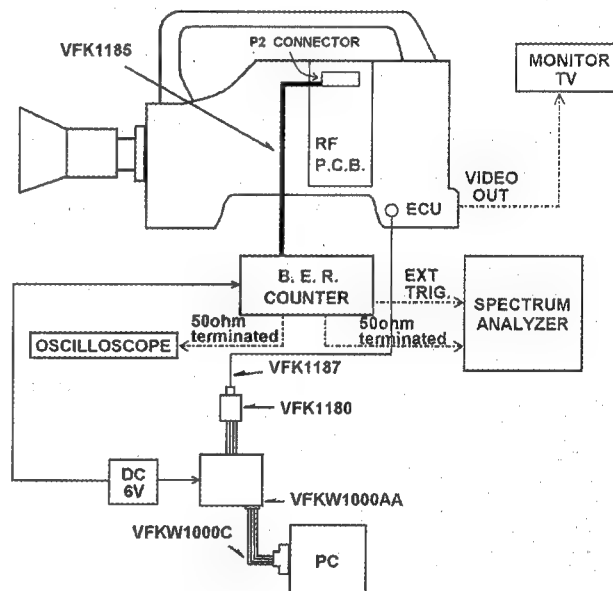 P2 CONNECTOR
VFK1185
MONITOR
TV
RF
P.C.B.
VIDEO
OUT
ECU
B. E. R.
COUNTER
EXT
TRIG.
SPECTRUM
ANALYZER
50ohm
terminated
50ohm
terminated
OSCILLOSCOPE
VFK1187
VFK1180
DC
6V
VFKW1000AA
VFKW1000C
PC